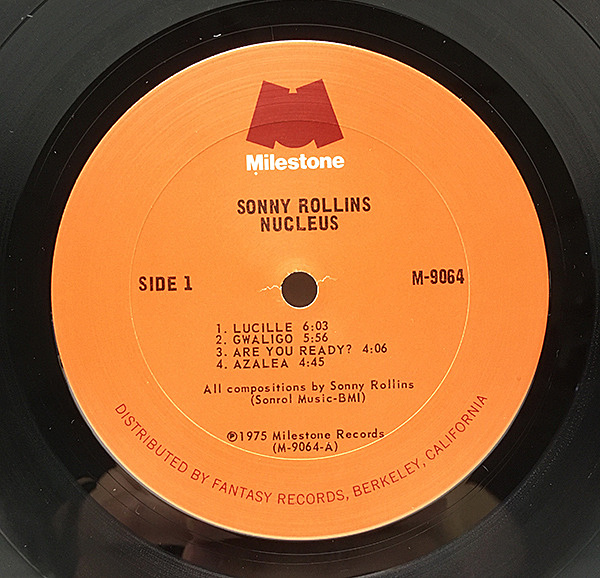 Milestone
SONNY ROLLINS
NUCLEUS
SIDE 1
M-9064
1. LUCILLE 6:03
2. GWALIGO 5:56
3. ARE YOU READY? 4:06
4. AZALEA 4:45
All compositions by Sonny Rollins
(Sonrol Music-BMI)
℗1975 Milestone Records
(M-9064-A)
DISTRIBUTED BY FANTASY RECORDS, BERKELEY, CALIFORNIA